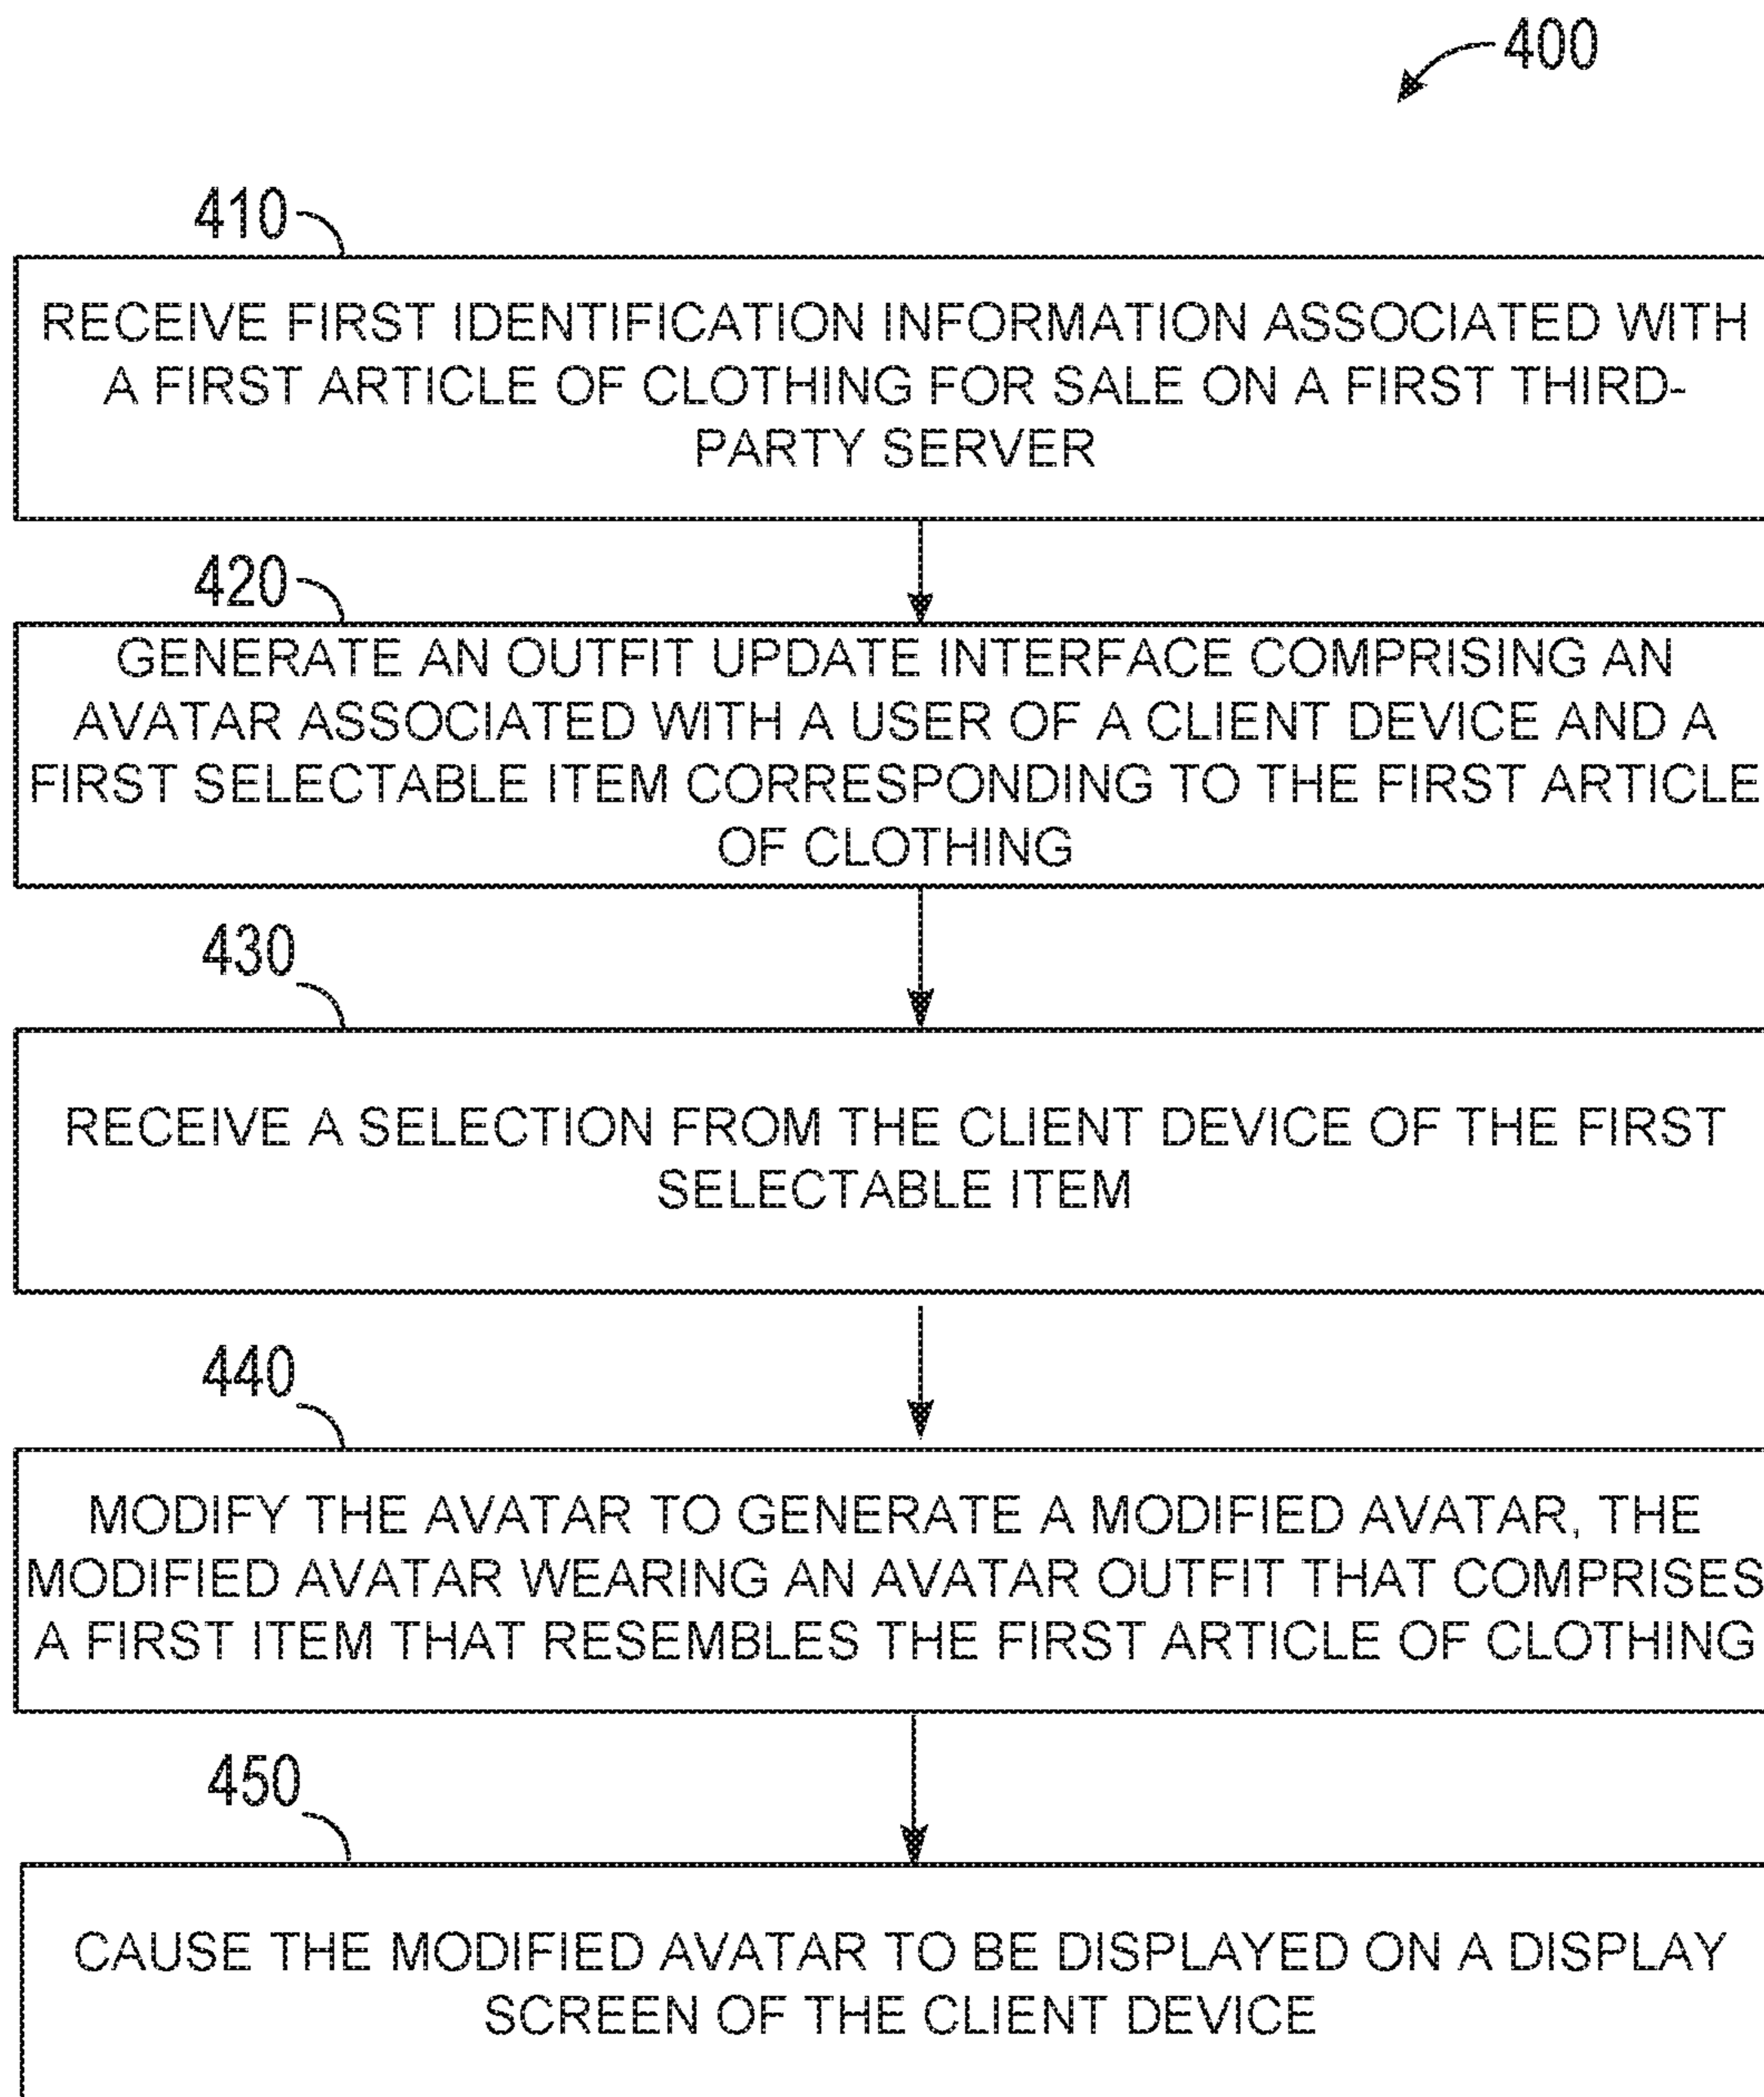 400
410
RECEIVE FIRST IDENTIFICATION INFORMATION ASSOCIATED WITH
A FIRST ARTICLE OF CLOTHING FOR SALE ON A FIRST THIRD-
PARTY SERVER
420
GENERATE AN OUTFIT UPDATE INTERFACE COMPRISING AN
AVATAR ASSOCIATED WITH A USER OF A CLIENT DEVICE AND A
FIRST SELECTABLE ITEM CORRESPONDING TO THE FIRST ARTICLE
OF CLOTHING
430
RECEIVE A SELECTION FROM THE CLIENT DEVICE OF THE FIRST
SELECTABLE ITEM
440
MODIFY THE AVATAR TO GENERATE A MODIFIED AVATAR, THE
MODIFIED AVATAR WEARING AN AVATAR OUTFIT THAT COMPRISES
A FIRST ITEM THAT RESEMBLES THE FIRST ARTICLE OF CLOTHING
450
CAUSE THE MODIFIED AVATAR TO BE DISPLAYED ON A DISPLAY
SCREEN OF THE CLIENT DEVICE